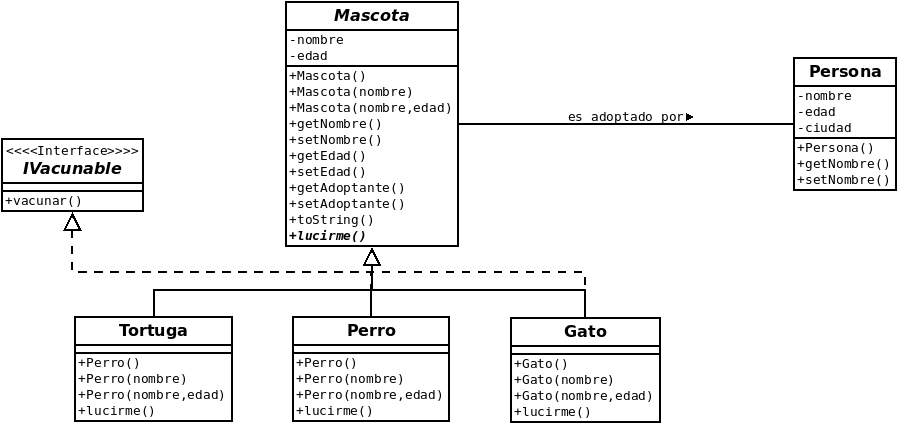 Mascota
-nombre
-edad
+Mascota()
+Mascota(nombre)
+Mascota(nombre,edad)
+getNombre()
+setNombre()
+getEdad()
+setEdad()
+getAdoptante()
+setAdoptante()
+toString()
+lucirme()
es adoptado por
Persona
-nombre
-edad
-ciudad
+Persona()
+getNombre()
+setNombre()
<<<<Interface>>>>
IVacunable
+vacunar()
Tortuga
+Perro()
+Perro(nombre)
+Perro(nombre,edad)
+lucirme()
Perro
+Perro()
+Perro(nombre)
+Perro(nombre,edad)
+lucirme()
Gato
+Gato()
+Gato(nombre)
+Gato(nombre,edad)
+lucirme()